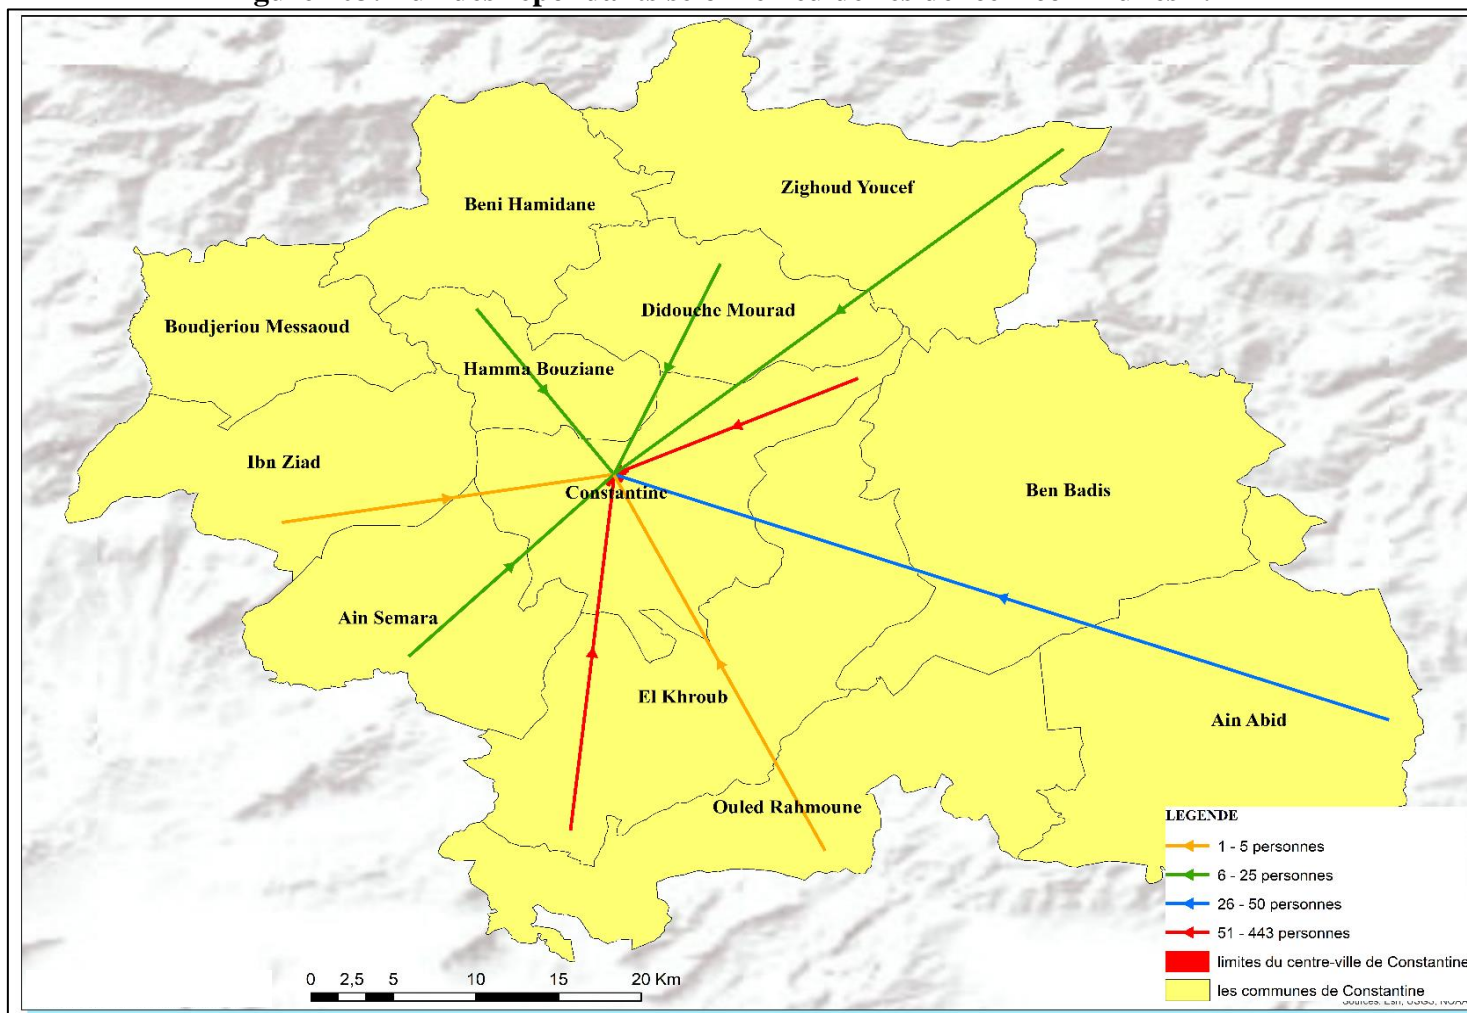 Zighoud Youcef
Beni Hamidane
Didouche Mourad
Boudjeriou Messaoud
Hamma Bouziane
Ibn Ziad
Constantine
Ben Badis
Ain Semara
El Khroub
Ain Abid
Ouled Rahmoune
LEGENDE
1 - 5 personnes
6 - 25 personnes
26 - 50 personnes
51 - 443 personnes
limites du centre-ville de Constantine
les communes de Constantine
0 2,5 5 10 15 20 Km